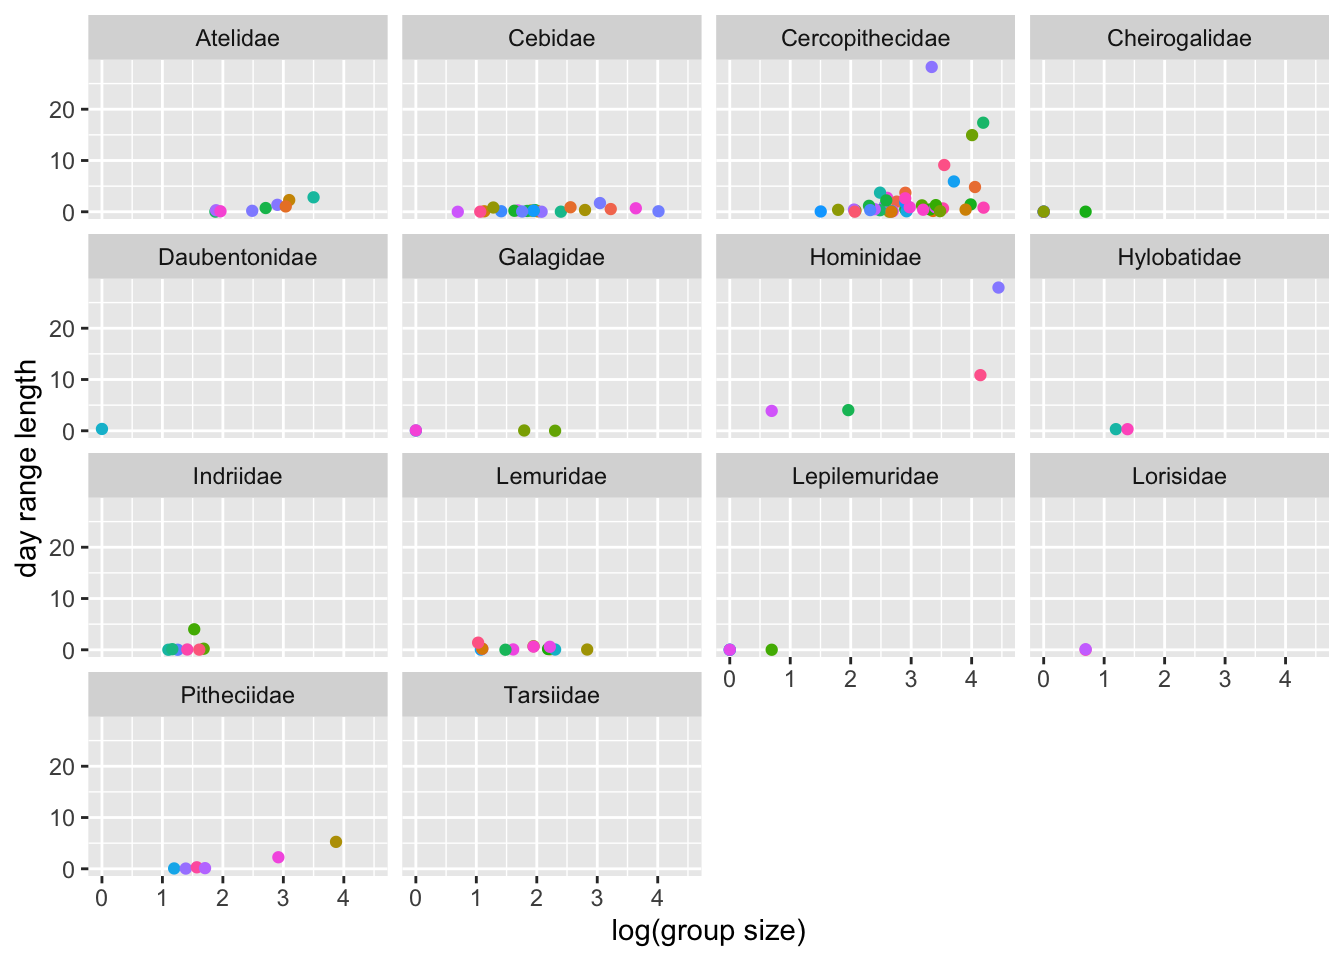 Atelidae Cebidae Cercopithecidae Cheirogalidae
20
10
0
Daubentonidae Galagidae Hominidae Hylobatidae
20
10
0
day range length
Indriidae Lemuridae Lepilemuridae Lorisidae
20
10
0
0 1 2 3 4 0 1 2 3 4
Pitheciidae Tarsiidae
20
10
0
0 1 2 3 4 0 1 2 3 4
log(group size)